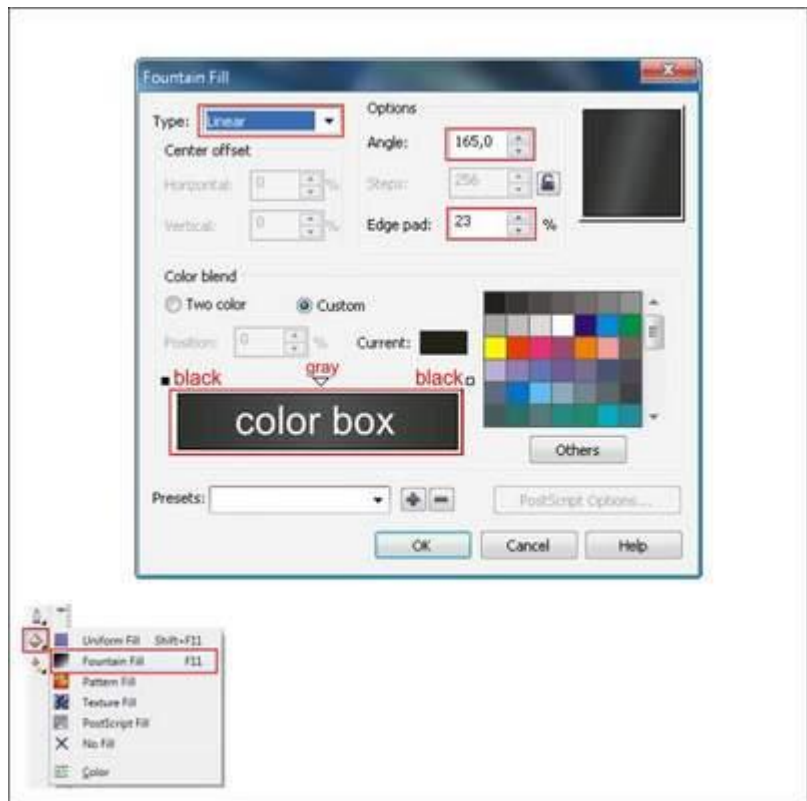 Fountain Fill
Type: Linear
Options
Center offset
Angle: 165,0
Horizontal: 0 %
Steps: 256
Vertical: 0 %
Edge pad: 23 %
Color blend
Two color Custom
Position: 0 % Current:
black gray black
color box
Others
Presets:
PostScript Options...
OK Cancel Help
Uniform Fill Shift+F11
Fountain Fill F11
Pattern Fill
Texture Fill
PostScript Fill
No Fill
Color